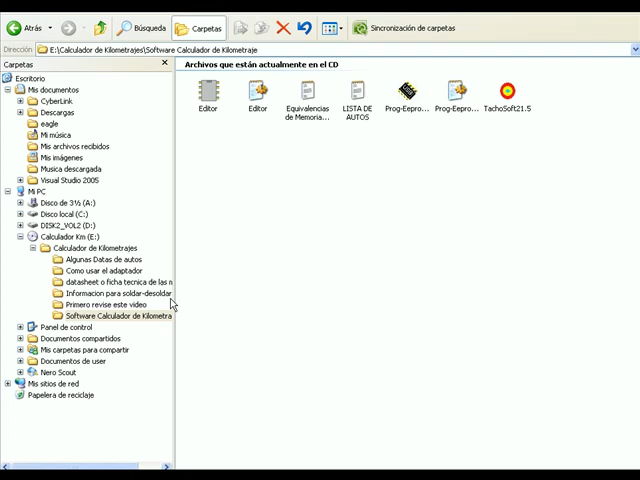 Atrás
Búsqueda
Carpetas
Sincronización de carpetas
Dirección
E:\Calculador de Kilometrajes\Software Calculador de Kilometraje
Carpetas
Archivos que están actualmente en el CD
Escritorio
Mis documentos
CyberLink
Descargas
eagle
Mi música
Mis archivos recibidos
Mis imágenes
Musica descargada
Visual Studio 2005
Mi PC
Disco de 3½ (A:)
Disco local (C:)
DISK2_VOL2 (D:)
Calculador Km (E:)
Calculador de Kilometrajes
Algunas Datas de autos
Como usar el adaptador
datasheet o ficha tecnica de las n
Informacion para soldar-desoldar
Primero revise este video
Software Calculador de Kilometra
Panel de control
Documentos compartidos
Mis carpetas para compartir
Documentos de user
Nero Scout
Mis sitios de red
Papelera de reciclaje
Editor
Editor
Equivalencias
de Memoria...
LISTA DE
AUTOS
Prog-Eepro...
Prog-Eepro...
TachoSoft21.5